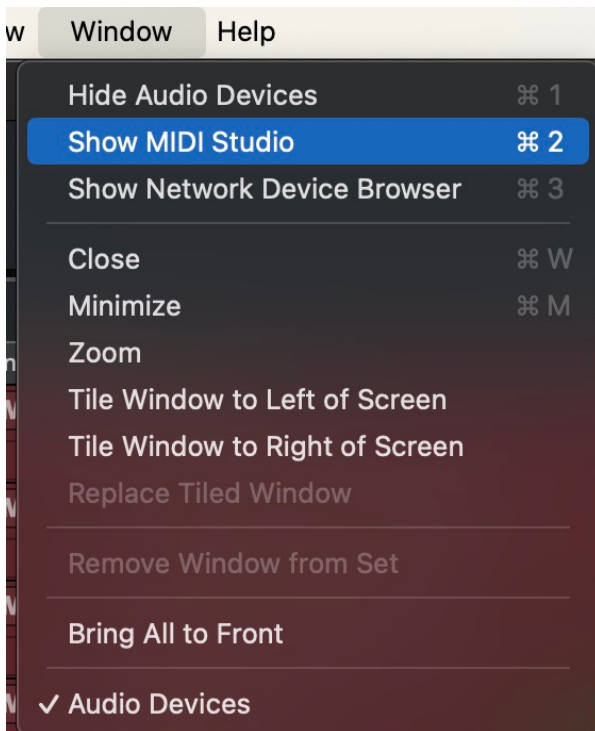 w Window Help
Hide Audio Devices ⌘ 1
Show MIDI Studio ⌘ 2
Show Network Device Browser ⌘ 3
Close ⌘ W
Minimize ⌘ M
Zoom
Tile Window to Left of Screen
Tile Window to Right of Screen
Replace Tiled Window
Remove Window from Set
Bring All to Front
✓ Audio Devices